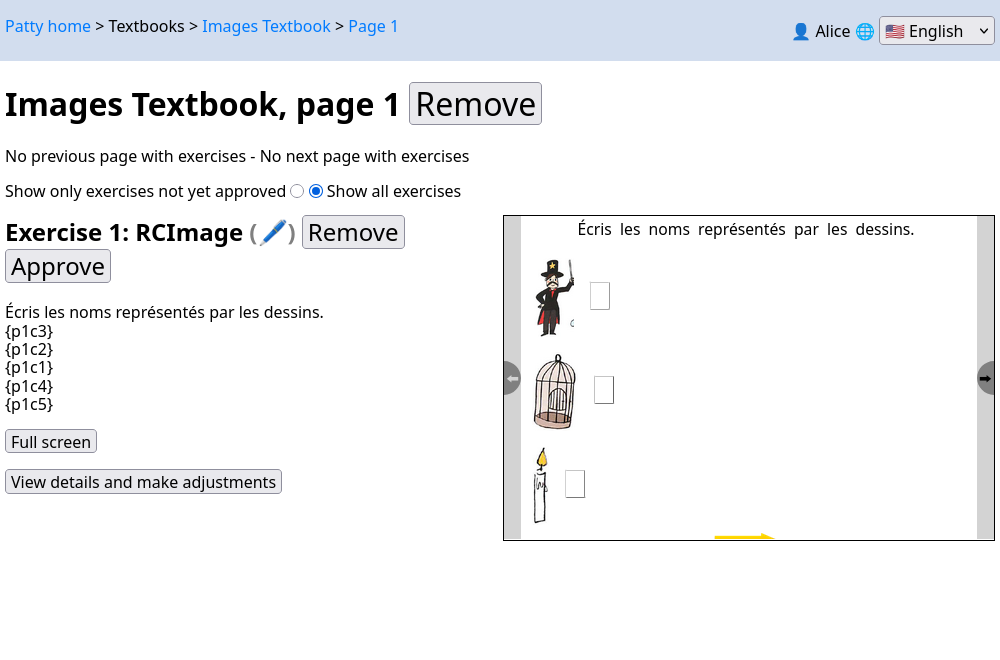 Patty home > Textbooks > Images Textbook > Page 1
Alice English
Images Textbook, page 1 Remove
No previous page with exercises - No next page with exercises
Show only exercises not yet approved Show all exercises
Exercise 1: RCImage ( ) Remove
Approve
Écris les noms représentés par les dessins.
{p1c3}
{p1c2}
{p1c1}
{p1c4}
{p1c5}
Full screen
View details and make adjustments
Écris les noms représentés par les dessins.